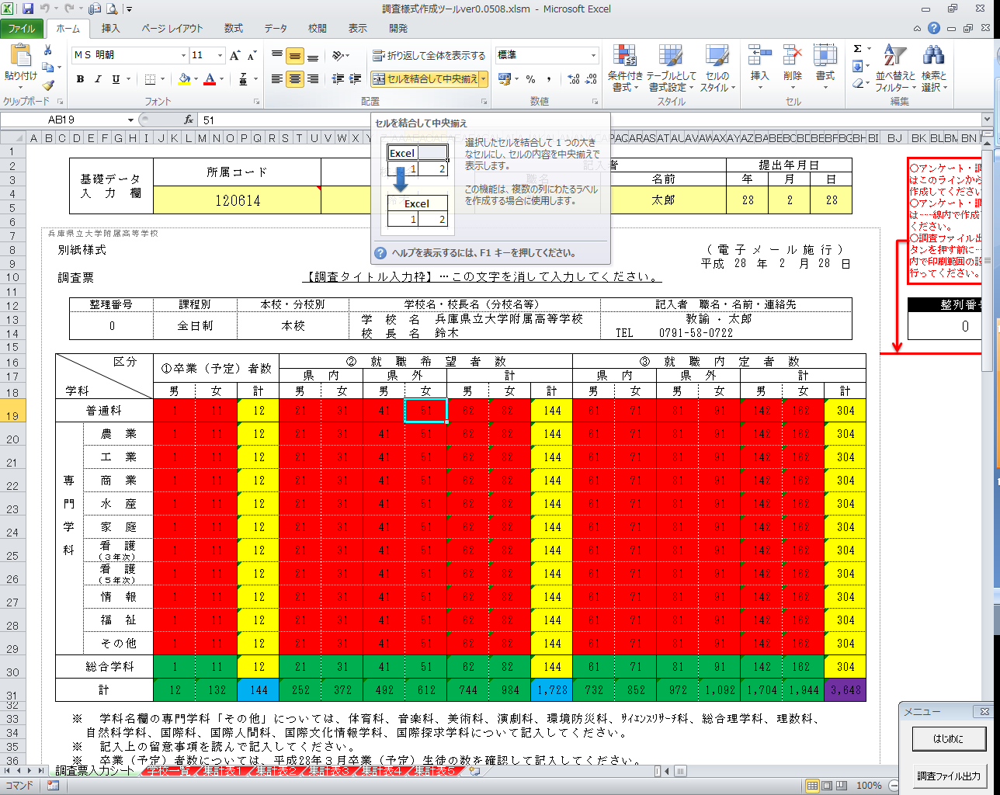 調査様式作成ツールver0.0508.xlsm - Microsoft Excel
ファイル ホーム 挿入 ページ レイアウト 数式 データ 校閲 表示 開発
貼り付け
クリップボード
ＭＳ 明朝 11
B I U
フォント
折り返して全体を表示する
セルを結合して中央揃え
配置
標準
数値
条件付き書式 テーブルとして書式設定 セルのスタイル
スタイル
挿入 削除 書式
セル
並べ替えとフィルター 検索と選択
編集
AB19 fx 51
セルを結合して中央揃え
選択したセルを結合して 1 つの大き
なセルにし、セルの内容を中央揃えで
表示します。
この機能は、複数の列にわたるラベル
を作成する場合に使用します。
Excel
1 2
Excel
1 2
ヘルプを表示するには、F1 キーを押してください。
基礎データ
入 力 欄
所属コード
120614
記入者
職名 名前
太郎
提出年月日
年 月 日
28 2 28
兵庫県立大学附属高等学校
別紙様式
（ 電 子 メ ー ル 施 行 ）
平成 28 年 2 月 28 日
調査票
【調査タイトル入力枠】…この文字を消して入力してください。
整理番号 課程別 本校・分校別 学校名・校長名（分校名等） 記入者 職名・名前・連絡先
0 全日制 本校
学 校 名 兵庫県立大学附属高等学校
校 長 名 鈴木
教諭 ・ 太郎
TEL 0791-58-0722
区分
学科
①卒業（予定）者数 ② 就 職 希 望 者 数 ③ 就 職 内 定 者 数
県 内 県 外 計 県 内 県 外 計
男 女 計 男 女 男 女 男 女 計 男 女 男 女 男 女 計
普通科 1 11 12 21 31 41 51 62 82 144 61 71 81 91 142 162 304
専門学科
農 業 1 11 12 21 31 41 51 62 82 144 61 71 81 91 142 162 304
工 業 1 11 12 21 31 41 51 62 82 144 61 71 81 91 142 162 304
商 業 1 11 12 21 31 41 51 62 82 144 61 71 81 91 142 162 304
水 産 1 11 12 21 31 41 51 62 82 144 61 71 81 91 142 162 304
家 庭 1 11 12 21 31 41 51 62 82 144 61 71 81 91 142 162 304
看 護（３年次） 1 11 12 21 31 41 51 62 82 144 61 71 81 91 142 162 304
看 護（５年次） 1 11 12 21 31 41 51 62 82 144 61 71 81 91 142 162 304
情 報 1 11 12 21 31 41 51 62 82 144 61 71 81 91 142 162 304
福 祉 1 11 12 21 31 41 51 62 82 144 61 71 81 91 142 162 304
その他 1 11 12 21 31 41 51 62 82 144 61 71 81 91 142 162 304
総合学科 1 11 12 21 31 41 51 62 82 144 61 71 81 91 142 162 304
計 12 132 144 252 372 492 612 744 984 1,728 732 852 972 1,092 1,704 1,944 3,648
※ 学科名欄の専門学科「その他」については、体育科、音楽科、美術科、演劇科、環境防災科、ｻｲｴﾝｽﾘｻｰﾁ科、総合理学科、理数科、
自然科学科、国際科、国際人間科、国際文化情報学科、国際探求学科について記入してください。
※ 記入上の留意事項を読んで記入してください。
※ 卒業（予定）者数については、平成28年３月卒業（予定）生徒の数を確認して記入してください。
〇アンケート・調
はこのラインから
作成してください
〇アンケート・調
は……線内で作成
ください。
〇調査ファイル出
タンを押す前に…
内で印刷範囲の設
行ってください。
整列番号
0
メニュー
はじめに
調査ファイル出力
調査票入力シート 学校一覧 集計表１ 集計表２ 集計表３ 集計表４ 集計表５
コマンド 100%